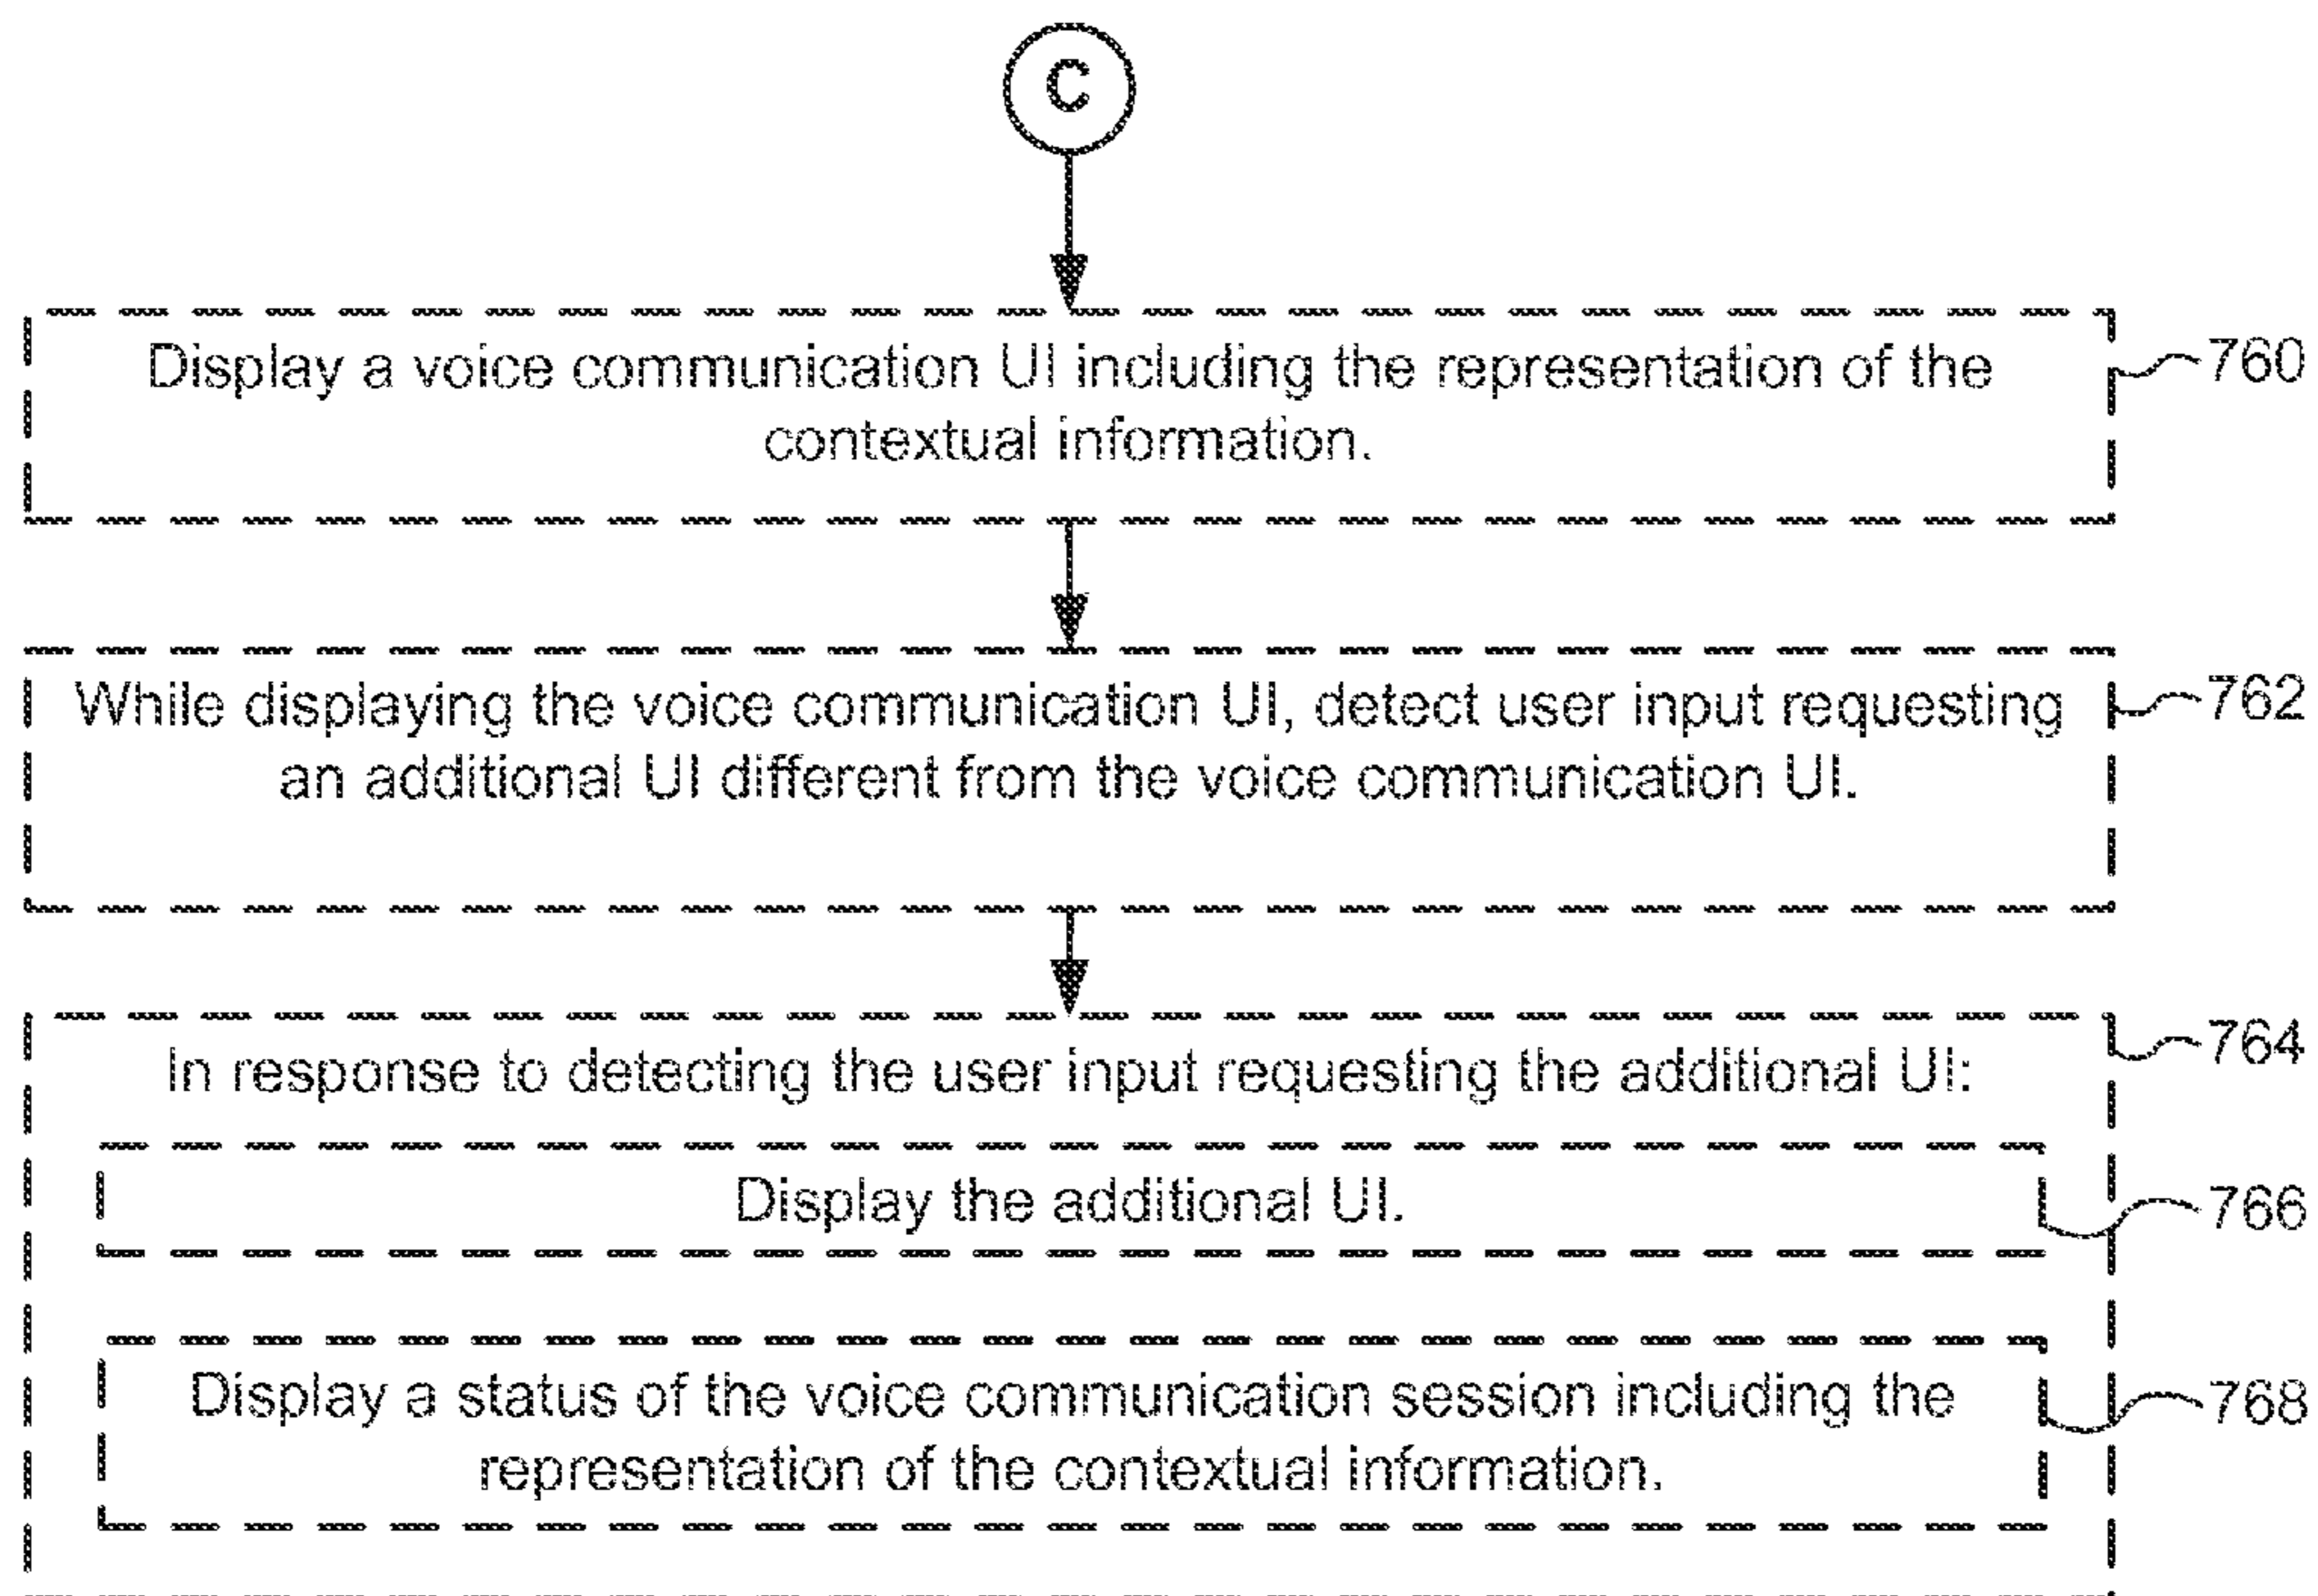 C
Display a voice communication UI including the representation of the
contextual information.
760
While displaying the voice communication UI, detect user input requesting
an additional UI different from the voice communication UI.
762
In response to detecting the user input requesting the additional UI:
764
Display the additional UI.
766
Display a status of the voice communication session including the
representation of the contextual information.
768